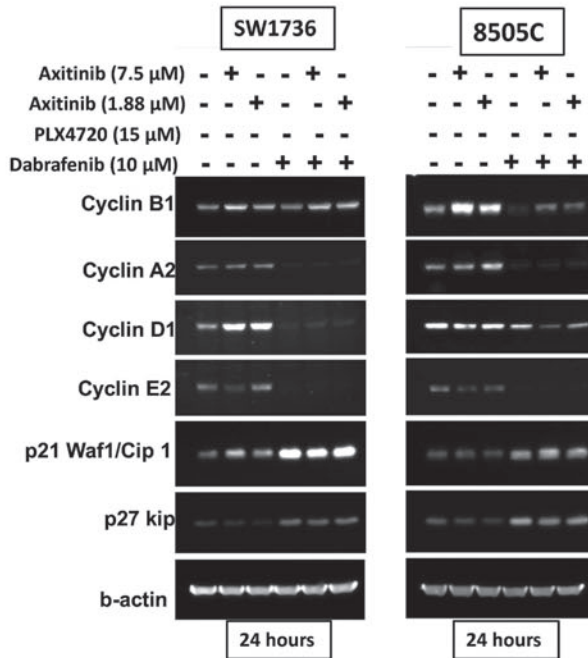 SW1736 8505C
Axitinib (7.5 µM) - + - - + - - + - - + -
Axitinib (1.88 µM) - - + - - + - - + - - +
PLX4720 (15 µM) - - - - - - - - - - - -
Dabrafenib (10 µM) - - - + + + - - - + + +
Cyclin B1
Cyclin A2
Cyclin D1
Cyclin E2
p21 Waf1/Cip 1
p27 kip
b-actin
24 hours 24 hours